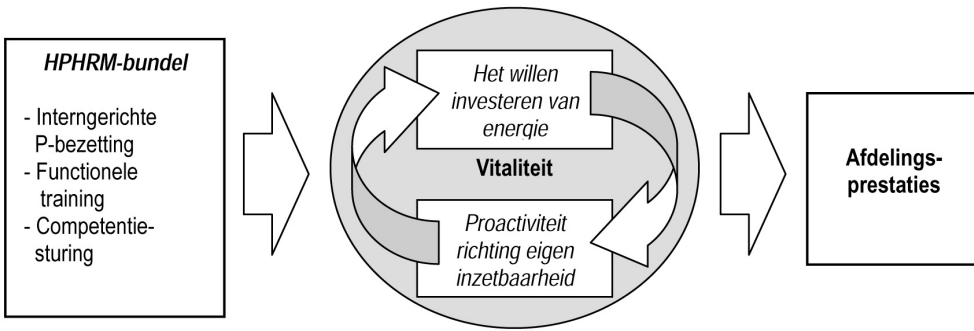 HPHRM-bundel
- Interngerichte
P-bezetting
- Functionele
training
- Competentie-
sturing
Het willen
investeren van
energie
Vitaliteit
Proactiviteit
richting eigen
inzetbaarheid
Afdelings-
prestaties